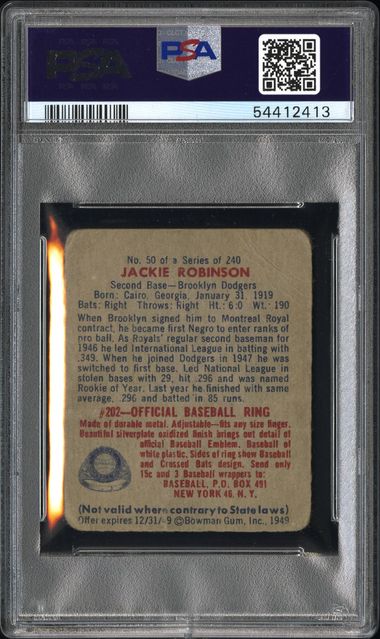 PSA
PSA
54412413
No. 50 of a Series of 240
JACKIE ROBINSON
Second Base—Brooklyn Dodgers
Born: Cairo, Georgia, January 31, 1919
Bats: Right Throws: Right Ht.: 6:0 Wt.: 190
When Brooklyn signed him to Montreal Royal
contract, he became first Negro to enter ranks of
pro ball. As Royals' regular second baseman for
1946 he led International League in batting with
.349. When he joined Dodgers in 1947 he was
switched to first base. Led National League in
stolen bases with 29, hit .296 and was named
Rookie of Year. Last year he finished with same
average, .296 and batted in 85 runs.
#202—OFFICIAL BASEBALL RING
Made of durable metal. Adjustable—fits any size finger.
Beautiful silverplate oxidized finish brings out detail of
official Baseball Emblem. Baseball of
white plastic. Sides of ring show Baseball
and Crossed Bats design. Send only
15c and 3 Baseball wrappers to:
BASEBALL, P.O. BOX 491
NEW YORK 46, N. Y.
(Not valid where contrary to State laws)
Offer expires 12/31/49 ©Bowman Gum, Inc., 1949